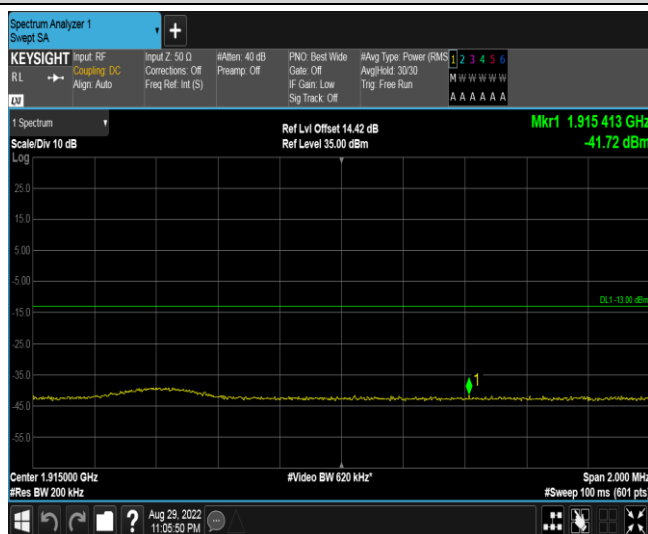 Spectrum Analyzer 1
Swept SA
KEYSIGHT
RL
Input: RF
Coupling: DC
Align: Auto
Input Z: 50 Ω
Corrections: Off
Freq Ref: Int (S)
#Atten: 40 dB
Preamp: Off
PNO: Best Wide
Gate: Off
IF Gain: Low
Sig Track: Off
#Avg Type: Power (RMS
Avg|Hold: 30/30
Trig: Free Run
1 2 3 4 5 6
M W W W W W
A A A A A A
LXI
1 Spectrum
Scale/Div 10 dB
Log
Ref Lvl Offset 14.42 dB
Ref Level 35.00 dBm
Mkr1 1.915 413 GHz
-41.72 dBm
25.0
15.0
5.00
-5.00
DL1 -13.00 dBm
-15.0
-25.0
-35.0
1
-45.0
-55.0
Center 1.915000 GHz
#Res BW 200 kHz
#Video BW 620 kHz*
Span 2.000 MHz
#Sweep 100 ms (601 pts)
Aug 29, 2022
11:05:50 PM